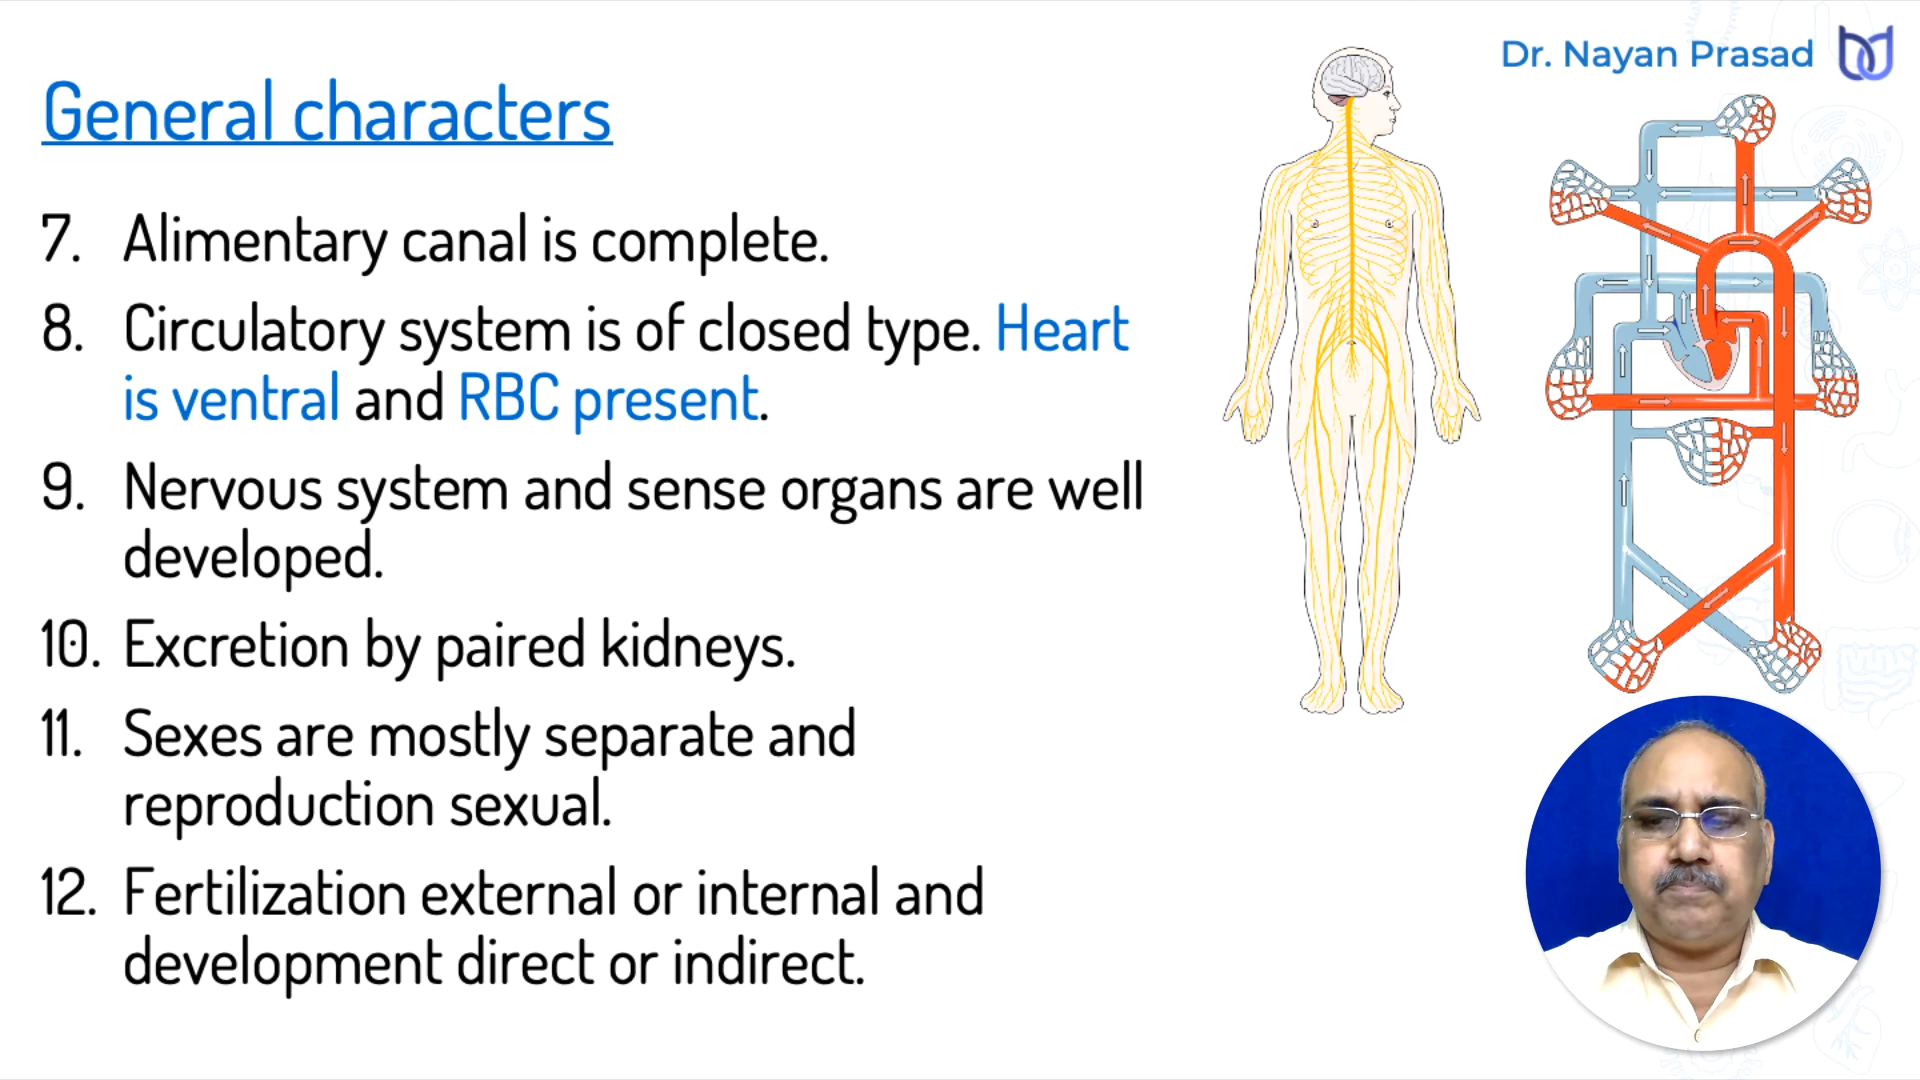 Dr. Nayan Prasad
General characters
7. Alimentary canal is complete.
8. Circulatory system is of closed type. Heart
is ventral and RBC present.
9. Nervous system and sense organs are well
developed.
10. Excretion by paired kidneys.
11. Sexes are mostly separate and
reproduction sexual.
12. Fertilization external or internal and
development direct or indirect.